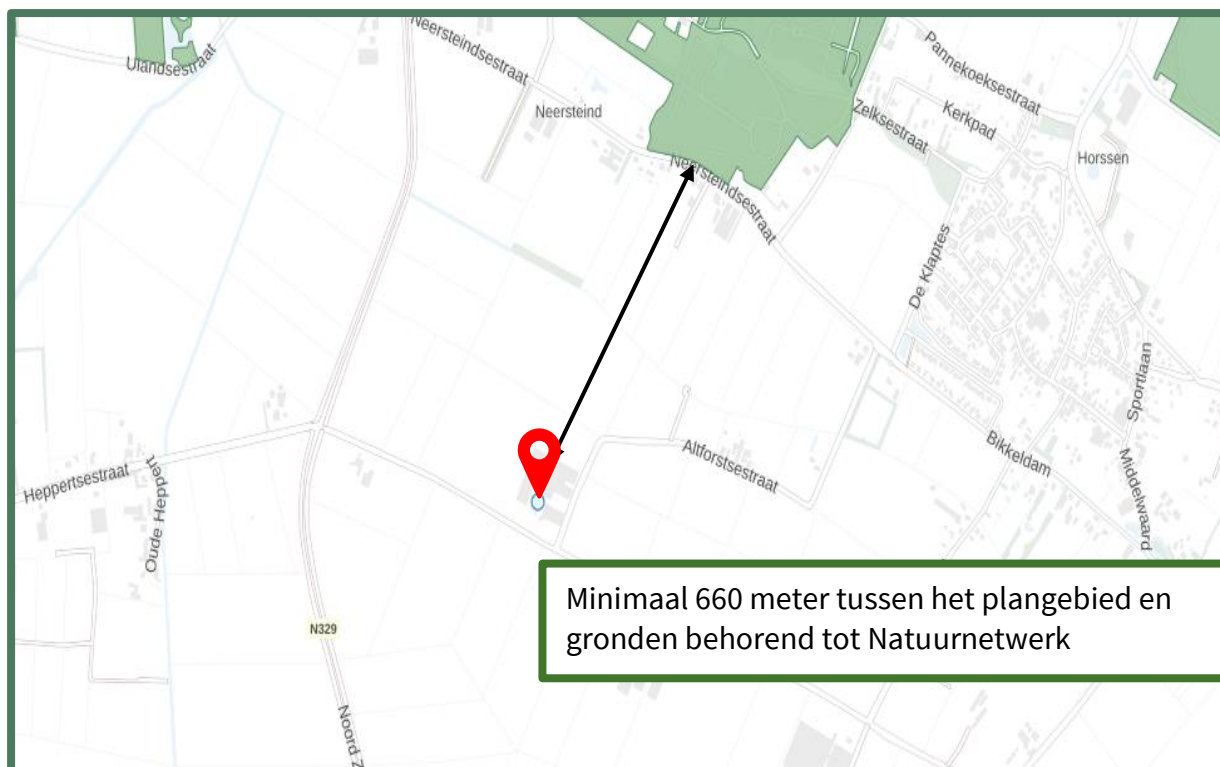 Ulandsestraat
Neersteindsestraat
Neersteind
Pannekoeksestraat
Kerkpad
Zelksestraat
Horssen
Neersteindsestraat
De Klaptes
Sportlaan
Bikkeldam
Middelwaard
Altforstsestraat
Heppertsestraat
Oude Heppert
N329
Noord Z
Minimaal 660 meter tussen het plangebied en
gronden behorend tot Natuurnetwerk